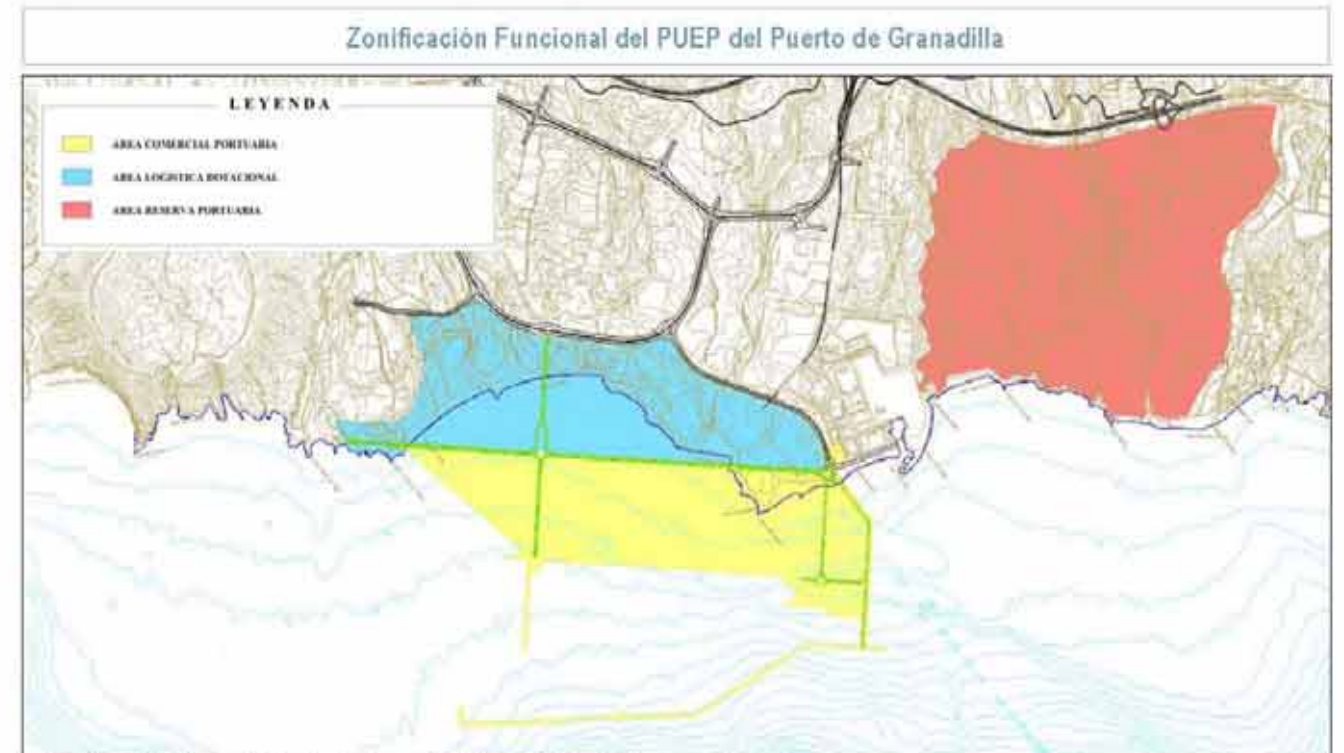 Zonificación Funcional del PUEP del Puerto de Granadilla
LEYENDA
AREA COMERCIAL PORTUARIA
AREA LOGISTICA DOTACIONAL
AREA RESERVA PORTUARIA